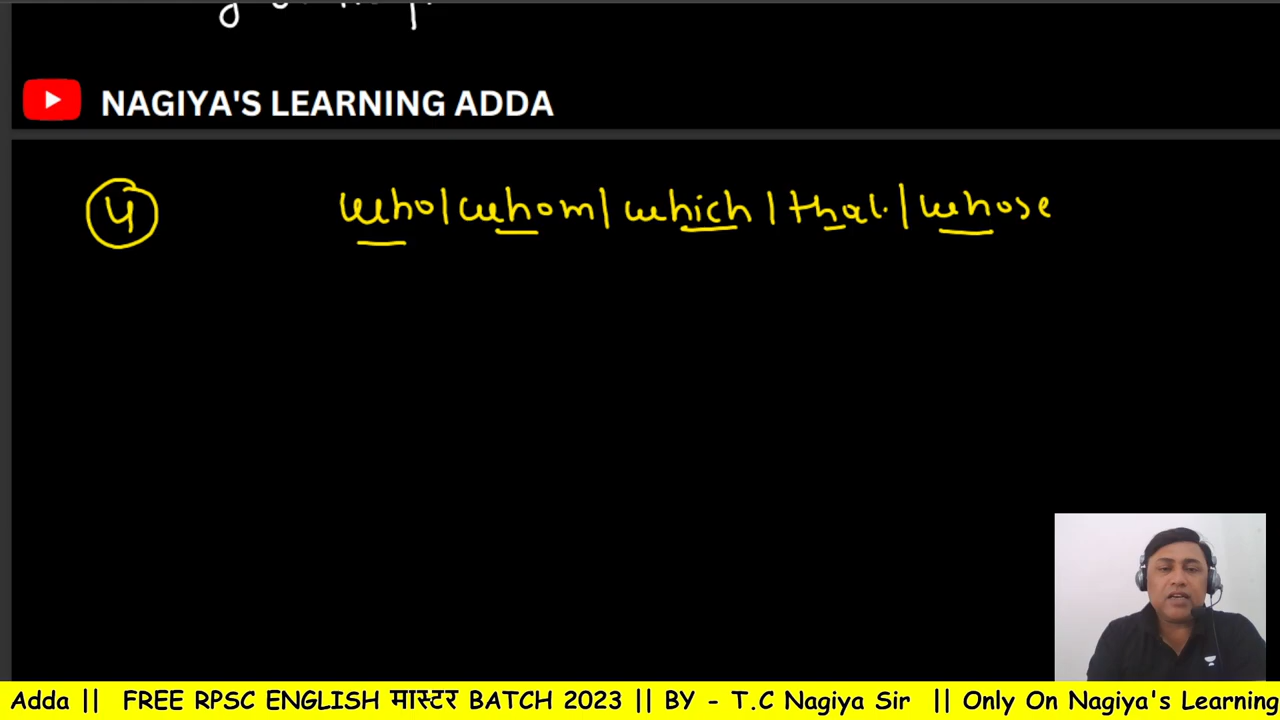 NAGIYA'S LEARNING ADDA
4 who | whom | which | that | whose
Adda || FREE RPSC ENGLISH मास्टर BATCH 2023 || BY - T.C Nagiya Sir || Only On Nagiya's Learning